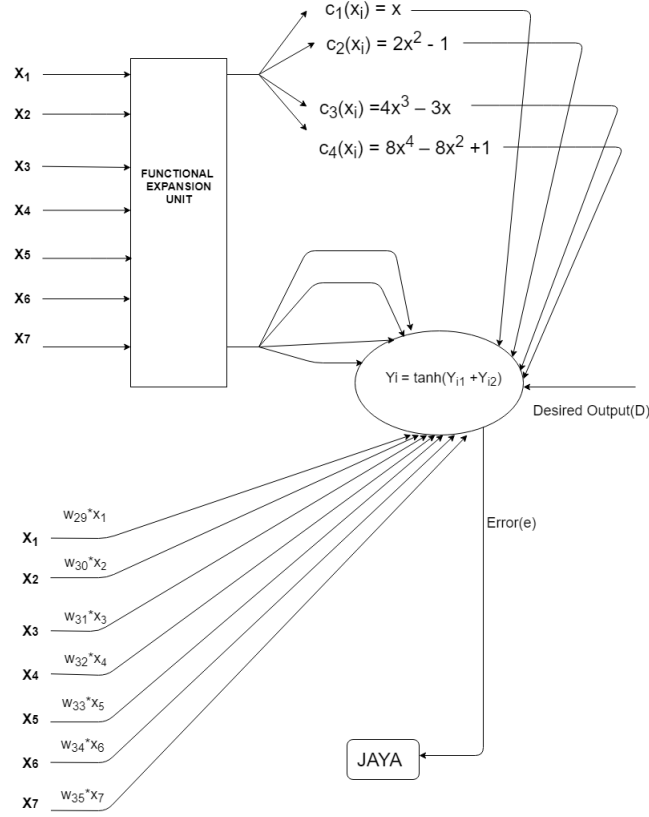 c₁(xᵢ) = x
c₂(xᵢ) = 2x² - 1
c₃(xᵢ) =4x³ – 3x
c₄(xᵢ) = 8x⁴ – 8x² +1
X₁
X₂
X₃
X₄
X₅
X₆
X₇
FUNCTIONAL
EXPANSION
UNIT
Yi = tanh(Yᵢ₁ +Yᵢ₂)
Desired Output(D)
Error(e)
JAYA
w₂₉*x₁
X₁
w₃₀*x₂
X₂
w₃₁*x₃
X₃
w₃₂*x₄
X₄
w₃₃*x₅
X₅
w₃₄*x₆
X₆
w₃₅*x₇
X₇